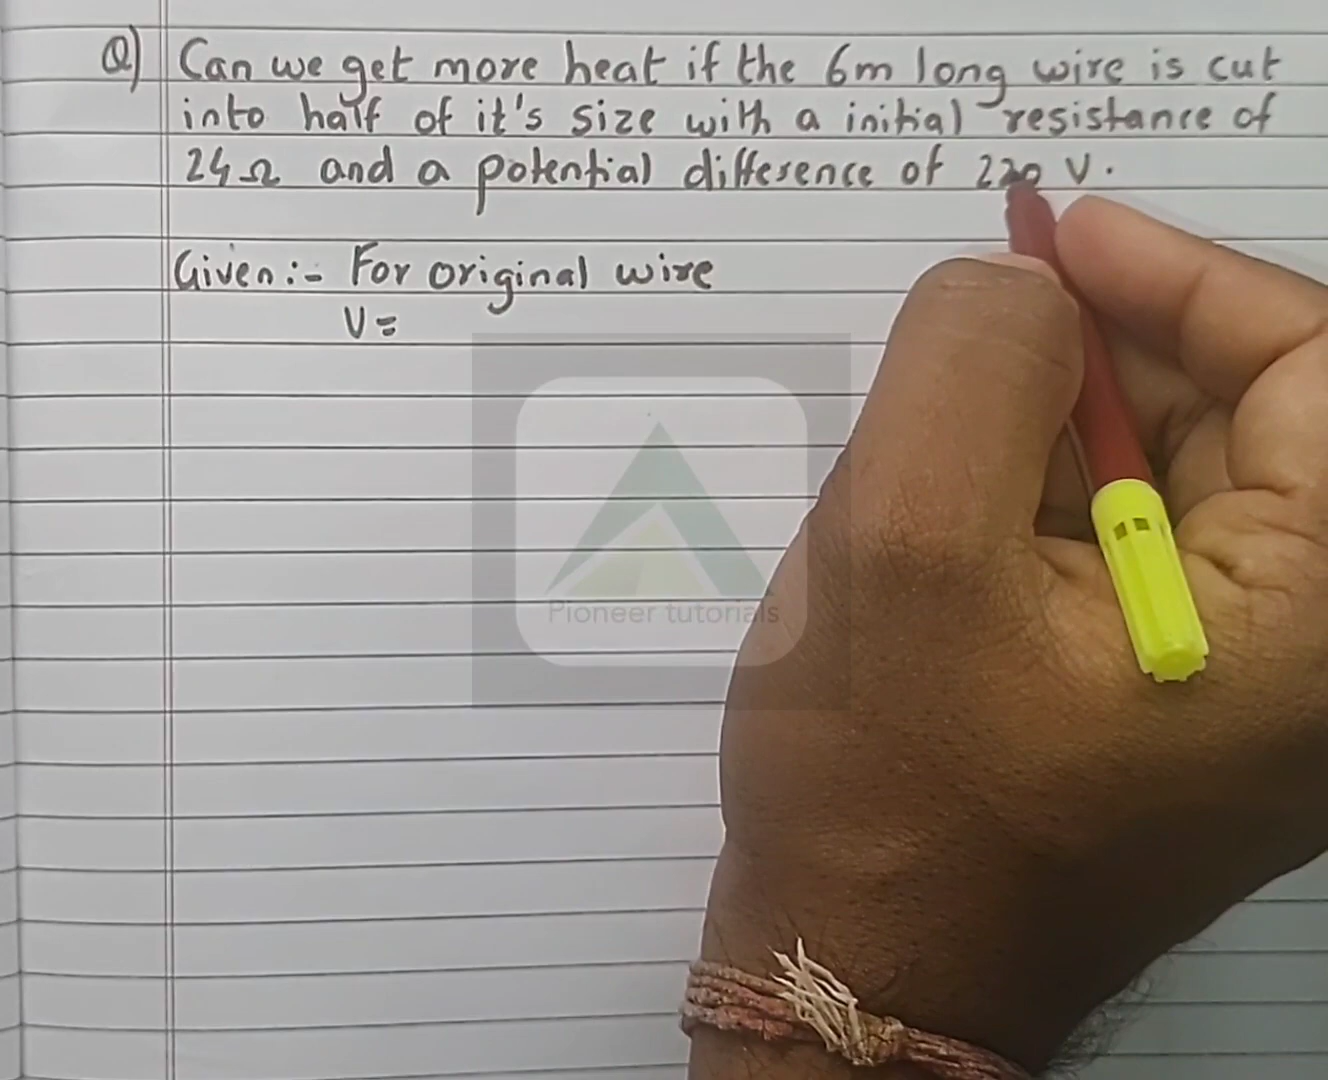 Q) Can we get more heat if the 6m long wire is cut
into half of it's size with a initial resistance of
24Ω and a potential difference of 220 V.
Given:- For original wire
V=
Pioneer tutorials